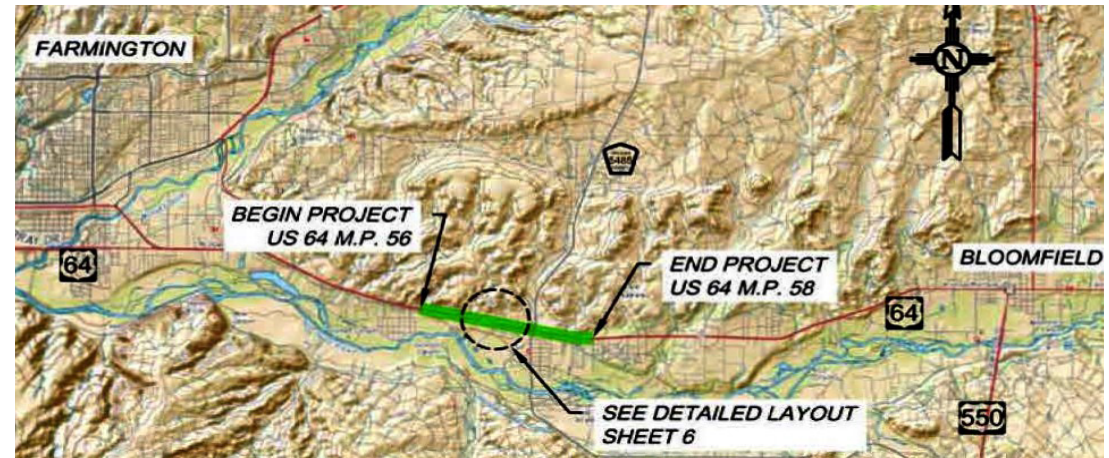 FARMINGTON
N
5485
BEGIN PROJECT
US 64 M.P. 56
64
END PROJECT
US 64 M.P. 58
BLOOMFIELD
64
SEE DETAILED LAYOUT
SHEET 6
550